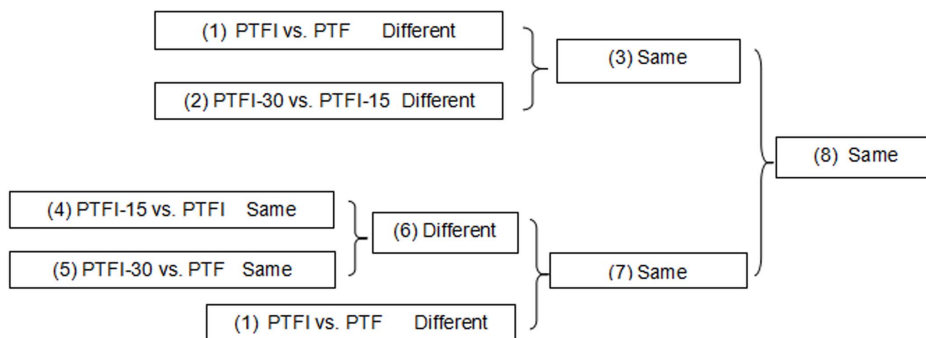 (1) PTFI vs. PTF Different
(3) Same
(2) PTFI-30 vs. PTFI-15 Different
(8) Same
(4) PTFI-15 vs. PTFI Same
(6) Different
(5) PTFI-30 vs. PTF Same
(7) Same
(1) PTFI vs. PTF Different